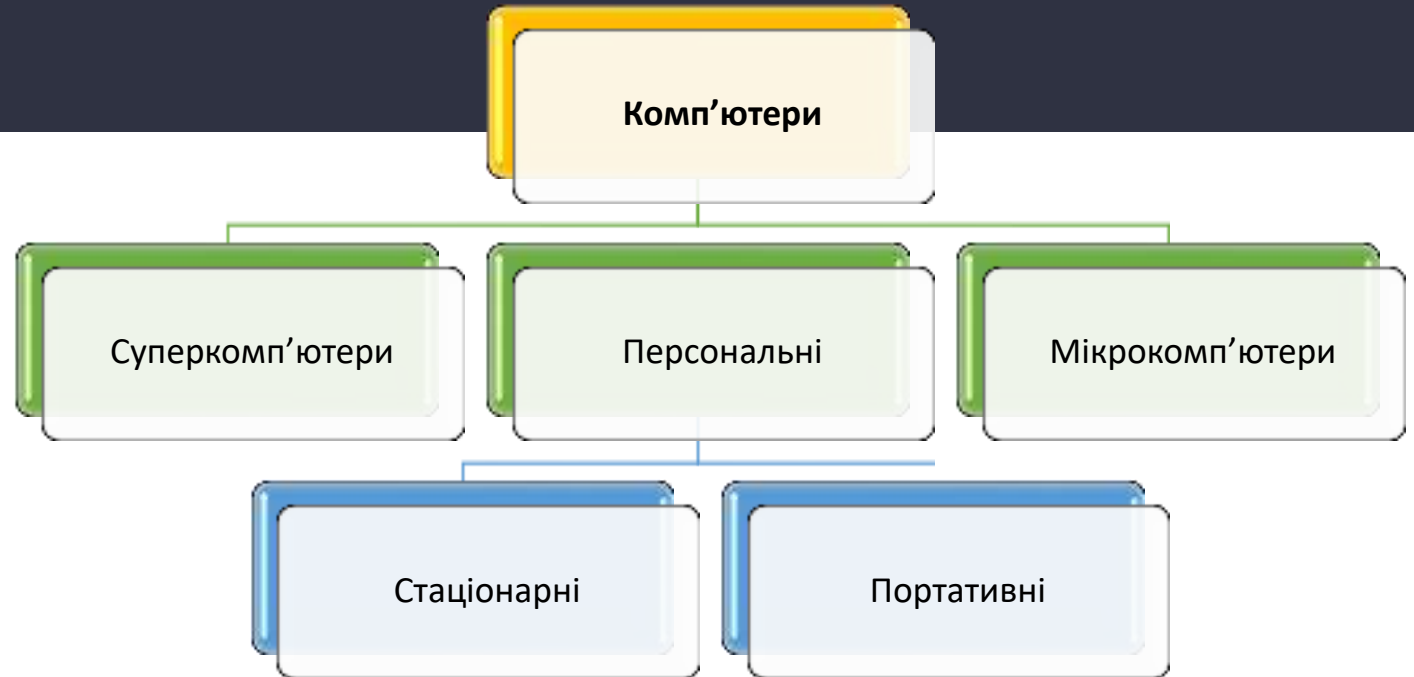 Комп’ютери
Суперкомп’ютери
Персональні
Мікрокомп’ютери
Стаціонарні
Портативні